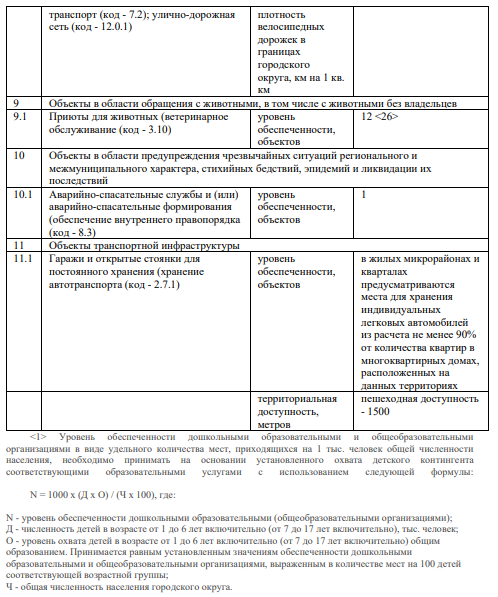 транспорт (код - 7.2); улично-дорожная
сеть (код - 12.0.1)
плотность
велосипедных
дорожек в
границах
городского
округа, км на 1 кв.
км
9 Объекты в области обращения с животными, в том числе с животными без владельцев
9.1 Приюты для животных (ветеринарное
обслуживание (код - 3.10)
уровень
обеспеченности,
объектов
12 <26>
10 Объекты в области предупреждения чрезвычайных ситуаций регионального и
межмуниципального характера, стихийных бедствий, эпидемий и ликвидации их
последствий
10.1 Аварийно-спасательные службы и (или)
аварийно-спасательные формирования
(обеспечение внутреннего правопорядка
(код - 8.3)
уровень
обеспеченности,
объектов
1
11 Объекты транспортной инфраструктуры
11.1 Гаражи и открытые стоянки для
постоянного хранения (хранение
автотранспорта (код - 2.7.1)
уровень
обеспеченности,
объектов
в жилых микрорайонах и
кварталах
предусматриваются
места для хранения
индивидуальных
легковых автомобилей
из расчета не менее 90%
от количества квартир в
многоквартирных домах,
расположенных на
данных территориях
территориальная
доступность,
метров
пешеходная доступность
- 1500
<1> Уровень обеспеченности дошкольными образовательными и общеобразовательными
организациями в виде удельного количества мест, приходящихся на 1 тыс. человек общей численности
населения, необходимо принимать на основании установленного охвата детского контингента
соответствующими образовательными услугами с использованием следующей формулы:
N = 1000 x (Д x О) / (Ч x 100), где:
N - уровень обеспеченности дошкольными образовательными (общеобразовательными организациями);
Д - численность детей в возрасте от 1 до 6 лет включительно (от 7 до 17 лет включительно), тыс. человек;
О - уровень охвата детей в возрасте от 1 до 6 лет включительно (от 7 до 17 лет включительно) общим
образованием. Принимается равным установленным значениям обеспеченности дошкольными
образовательными и общеобразовательными организациями, выраженным в количестве мест на 100 детей
соответствующей возрастной группы;
Ч - общая численность населения городского округа.